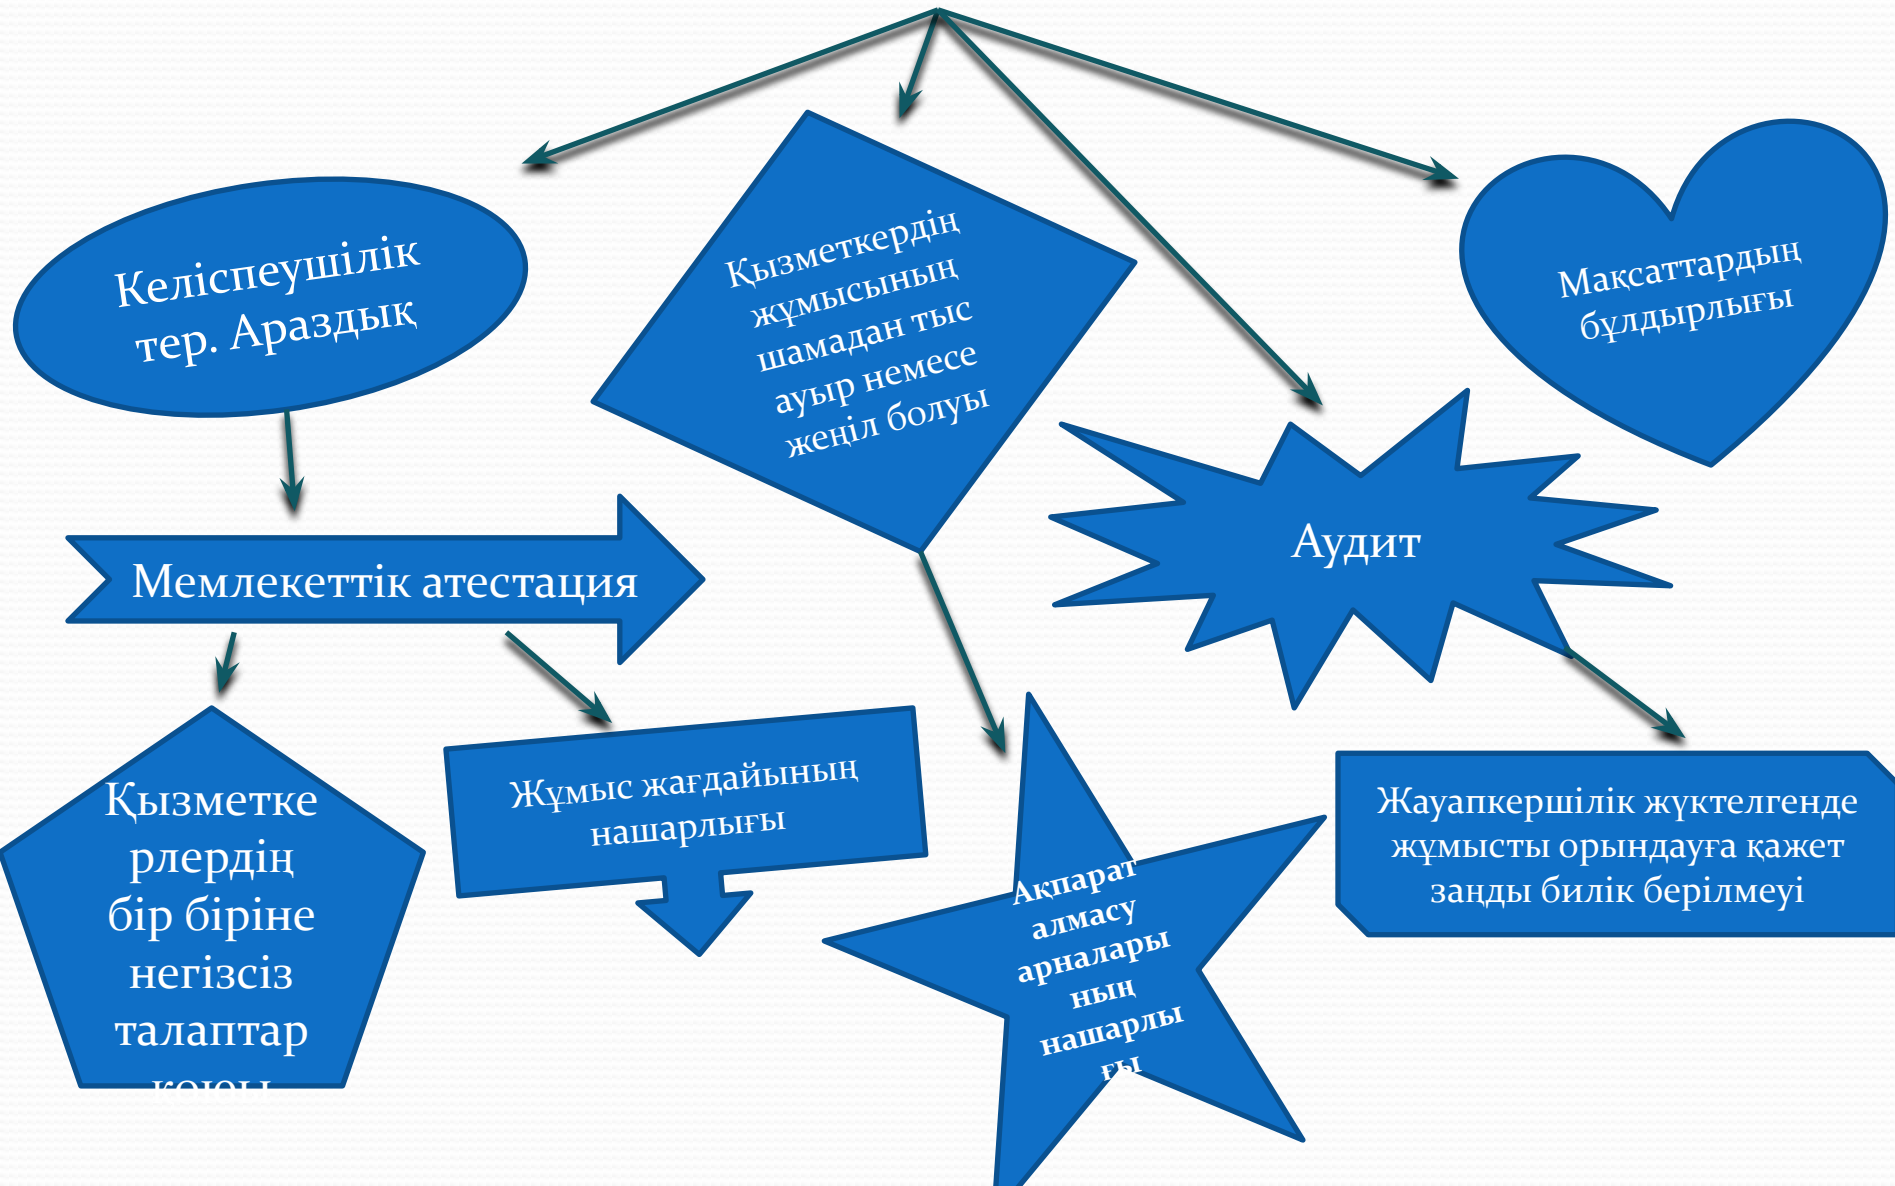 Келіспеушілік
тер. Араздық
Қызметкердің
жұмысының
шамадан тыс
ауыр немесе
жеңіл болуы
Мақсаттардың
бұлдырлығы
Аудит
Мемлекеттік атестация
Қызметке
рлердің
бір біріне
негізсіз
талаптар
қоюы
Жұмыс жағдайының
нашарлығы
Ақпарат
алмасу
арналары
ның
нашарлы
ғы
Жауапкершілік жүктелгенде
жұмысты орындауға қажет
заңды билік берілмеуі